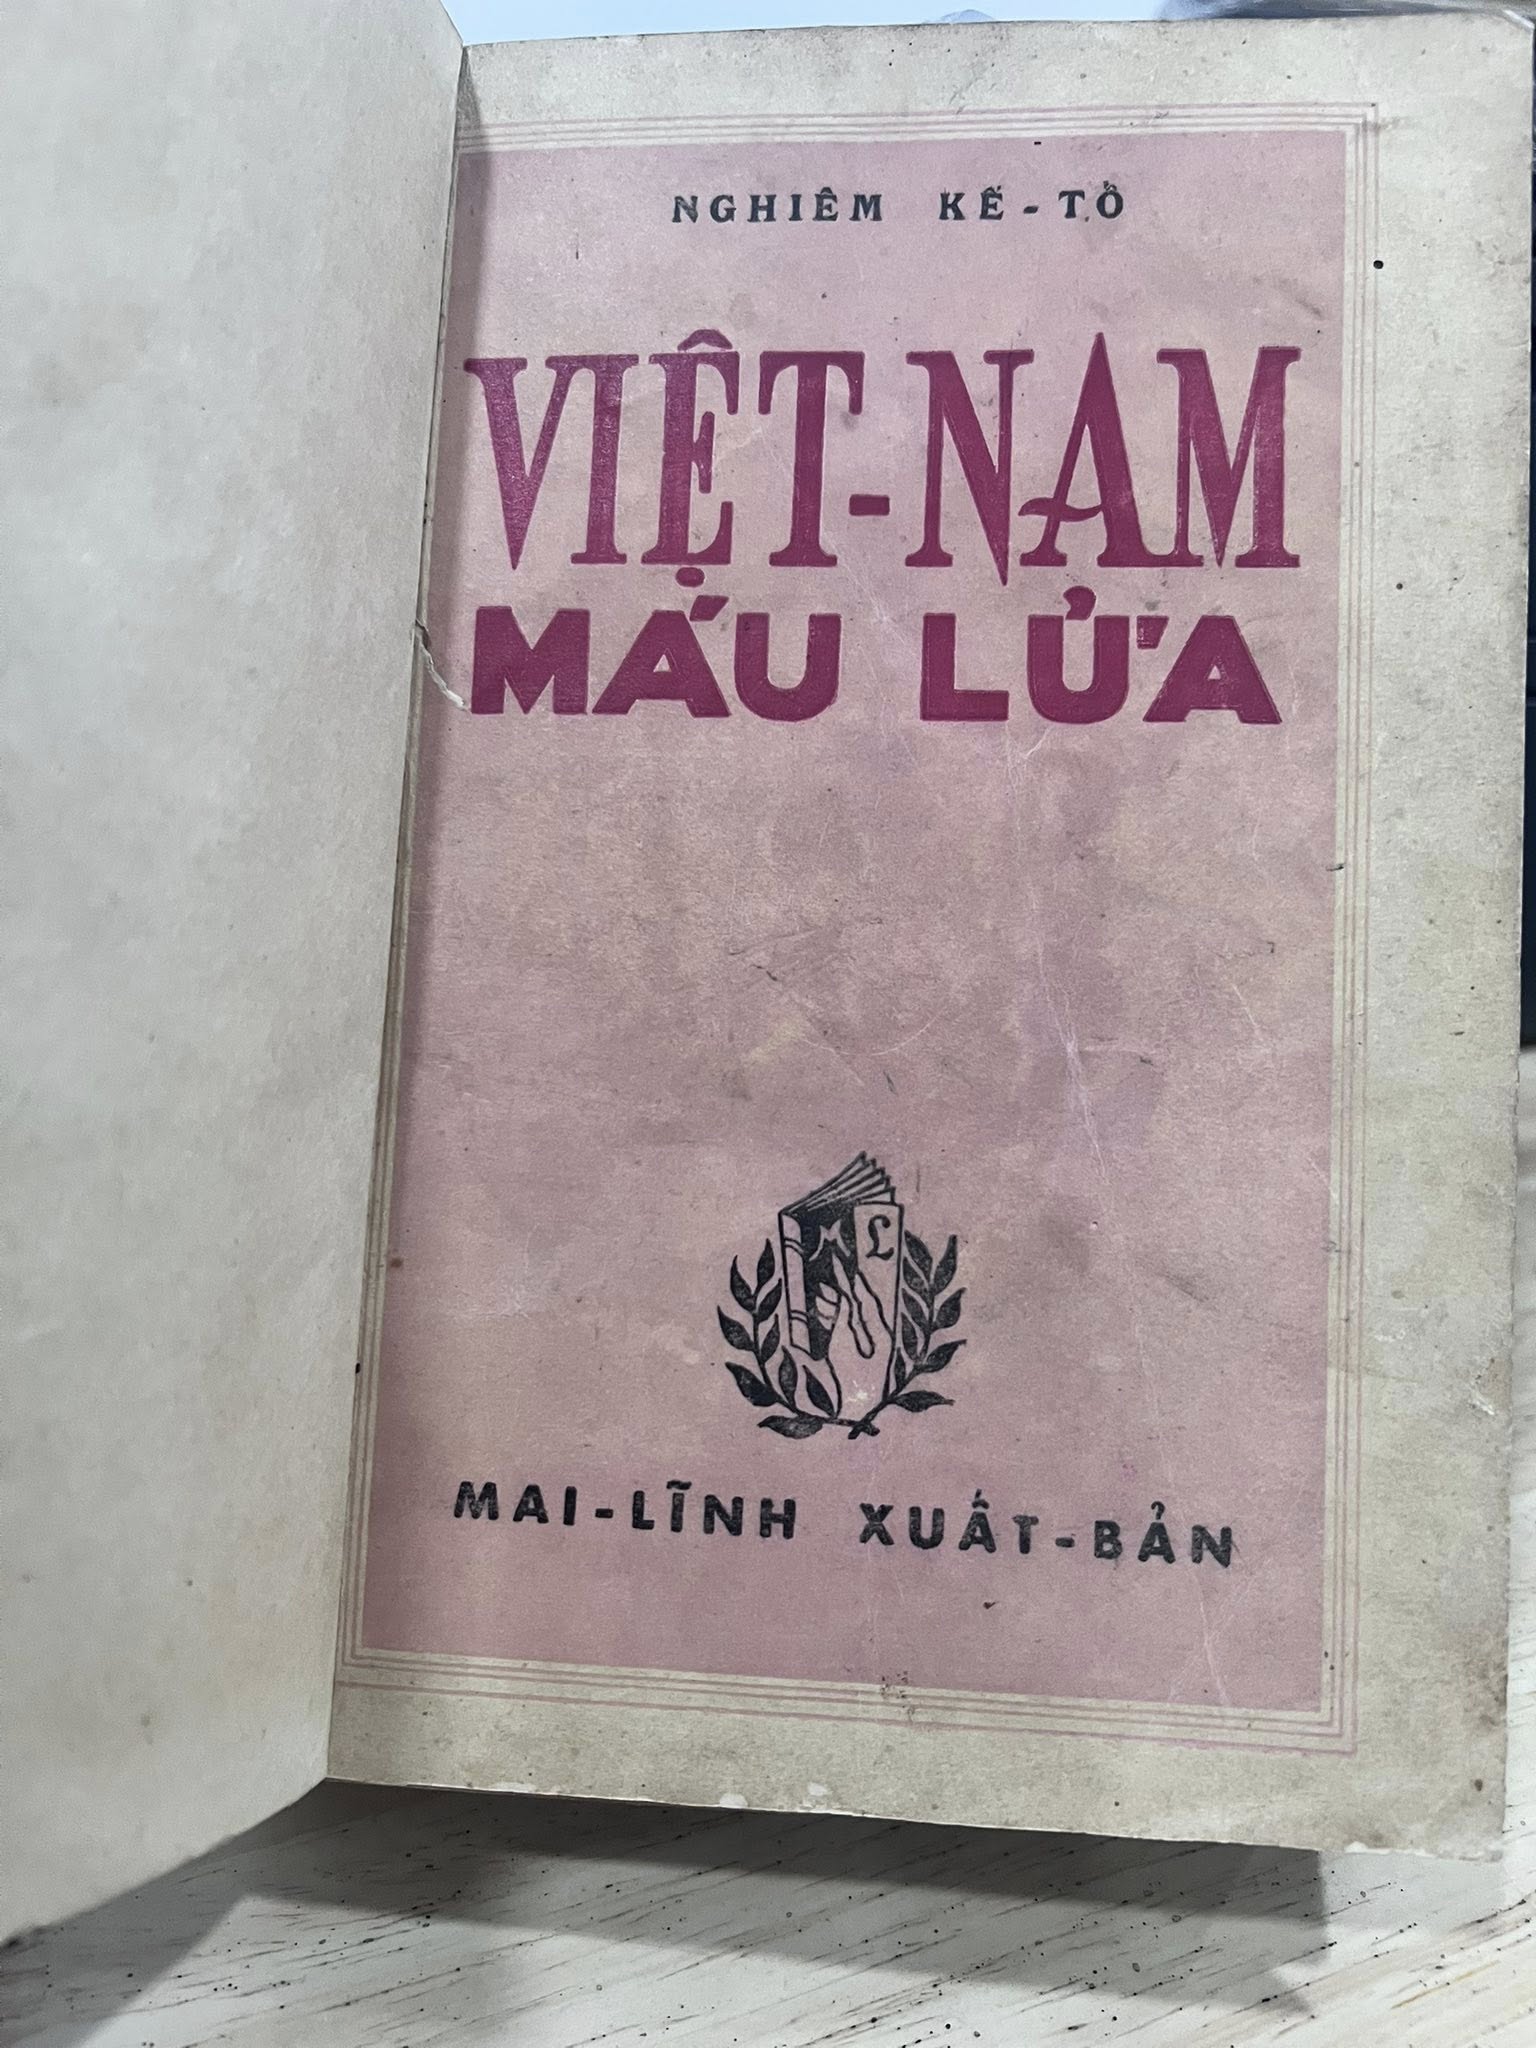 NGHIÊM KẾ-TỔ
VIỆT-NAM
MÁU LỬA
M L
MAI-LĨNH XUẤT-BẢN